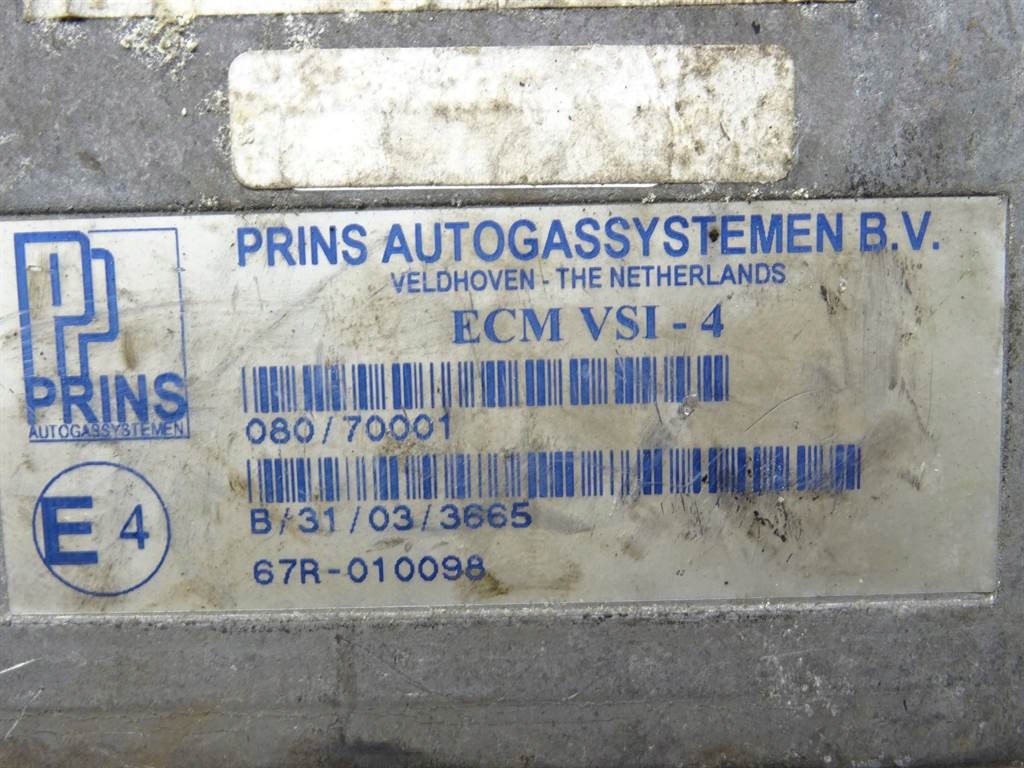 PRINS AUTOGASSYSTEMEN B.V.
VELDHOVEN - THE NETHERLANDS
ECM VSI - 4
PRINS
AUTOGASSYSTEMEN
080/70001
B/31/03/3665
E 4
67R-010098